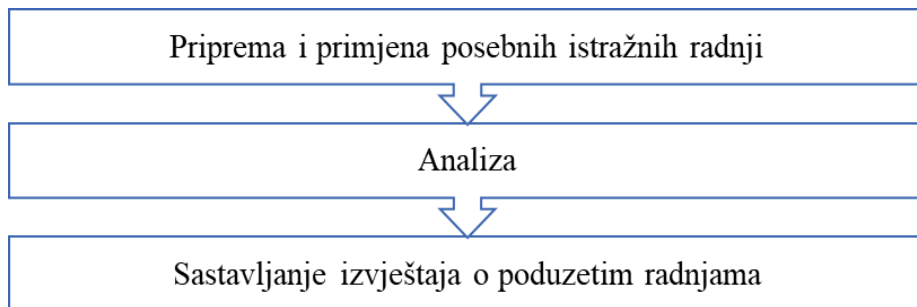 Priprema i primjena posebnih istražnih radnji
Analiza
Sastavljanje izvještaja o poduzetim radnjama